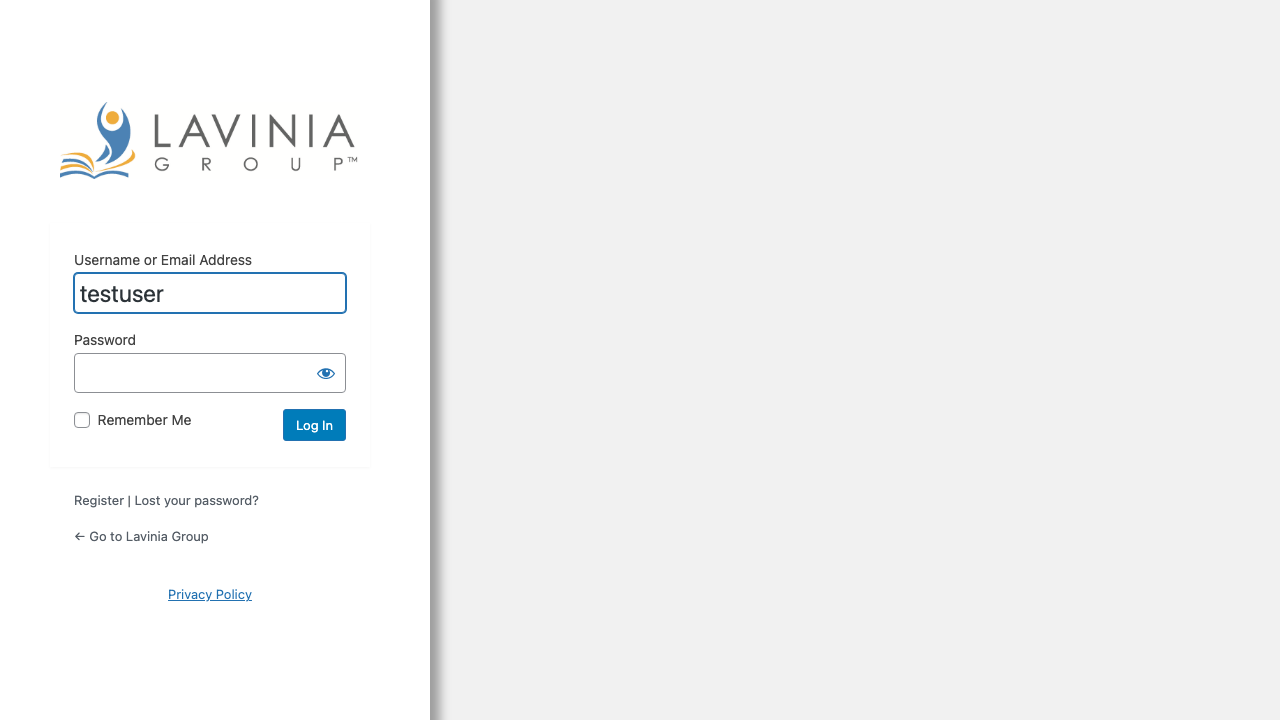 LAVINIA
GROUP™
Username or Email Address
testuser
Password
Remember Me
Log In
Register | Lost your password?
← Go to Lavinia Group
Privacy Policy